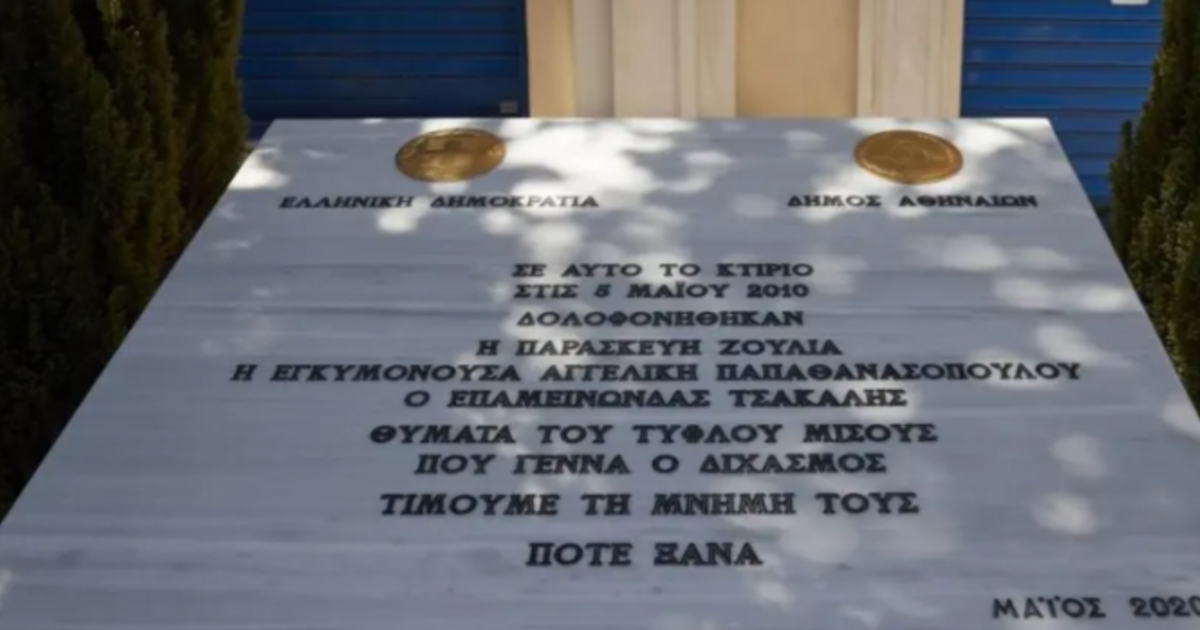 ΕΛΛΗΝΙΚΗ ΔΗΜΟΚΡΑΤΙΑ
ΔΗΜΟΣ ΑΘΗΝΑΙΩΝ
ΣΕ ΑΥΤΟ ΤΟ ΚΤΙΡΙΟ
ΣΤΙΣ 5 ΜΑΪΟΥ 2010
ΔΟΛΟΦΟΝΗΘΗΚΑΝ
Η ΠΑΡΑΣΚΕΥΗ ΖΟΥΛΙΑ
Η ΕΓΚΥΜΟΝΟΥΣΑ ΑΓΓΕΛΙΚΗ ΠΑΠΑΘΑΝΑΣΟΠΟΥΛΟΥ
Ο ΕΠΑΜΕΙΝΩΝΔΑΣ ΤΣΑΚΑΛΗΣ
ΘΥΜΑΤΑ ΤΟΥ ΤΥΦΛΟΥ ΜΙΣΟΥΣ
ΠΟΥ ΓΕΝΝΑ Ο ΔΙΧΑΣΜΟΣ
ΤΙΜΟΥΜΕ ΤΗ ΜΝΗΜΗ ΤΟΥΣ
ΠΟΤΕ ΞΑΝΑ
ΜΑΪΟΣ 2020